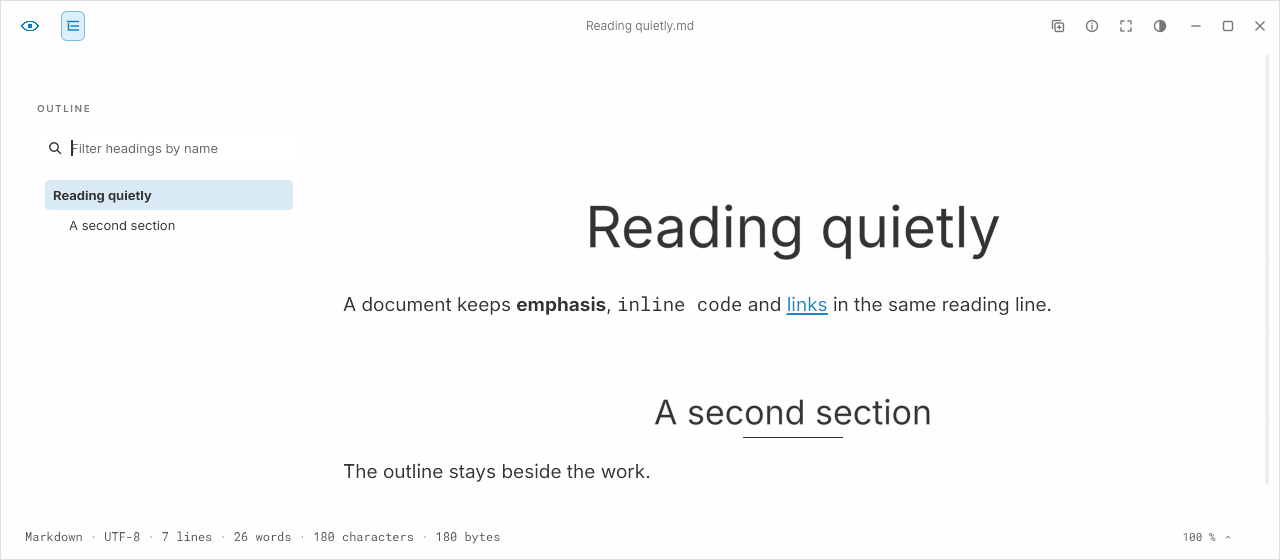 Reading quietly.md
OUTLINE
Filter headings by name
Reading quietly
A second section
Reading quietly
A document keeps emphasis, inline code and links in the same reading line.
A second section
The outline stays beside the work.
Markdown · UTF-8 · 7 lines · 26 words · 180 characters · 180 bytes
100 %